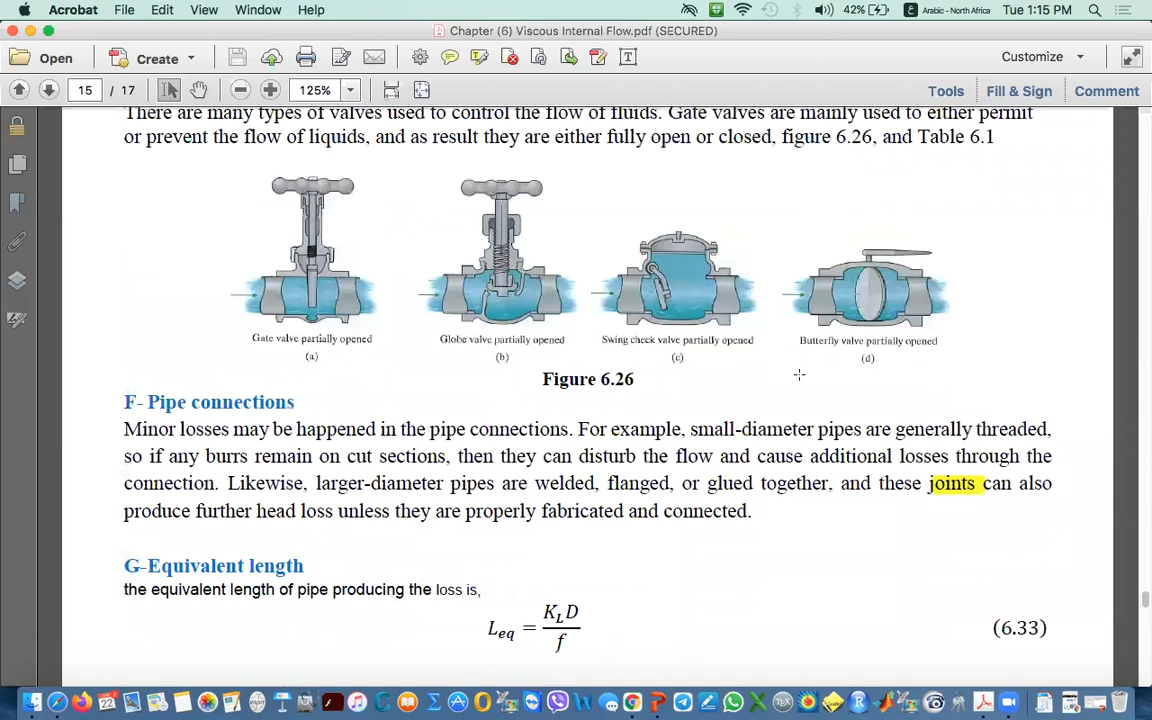 Acrobat File Edit View Window Help 42% Arabic - North Africa Tue 1:15 PM
Chapter (6) Viscous Internal Flow.pdf (SECURED)
Open Create Customize
15 / 17 125% Tools Fill & Sign Comment
There are many types of valves used to control the flow of fluids. Gate valves are mainly used to either permit
or prevent the flow of liquids, and as result they are either fully open or closed, figure 6.26, and Table 6.1
Gate valve partially opened Globe valve partially opened Swing check valve partially opened Butterfly valve partially opened
(a) (b) (c) (d)
Figure 6.26
F- Pipe connections
Minor losses may be happened in the pipe connections. For example, small-diameter pipes are generally threaded,
so if any burrs remain on cut sections, then they can disturb the flow and cause additional losses through the
connection. Likewise, larger-diameter pipes are welded, flanged, or glued together, and these joints can also
produce further head loss unless they are properly fabricated and connected.
G-Equivalent length
the equivalent length of pipe producing the loss is,
L_eq = K_L D / f (6.33)